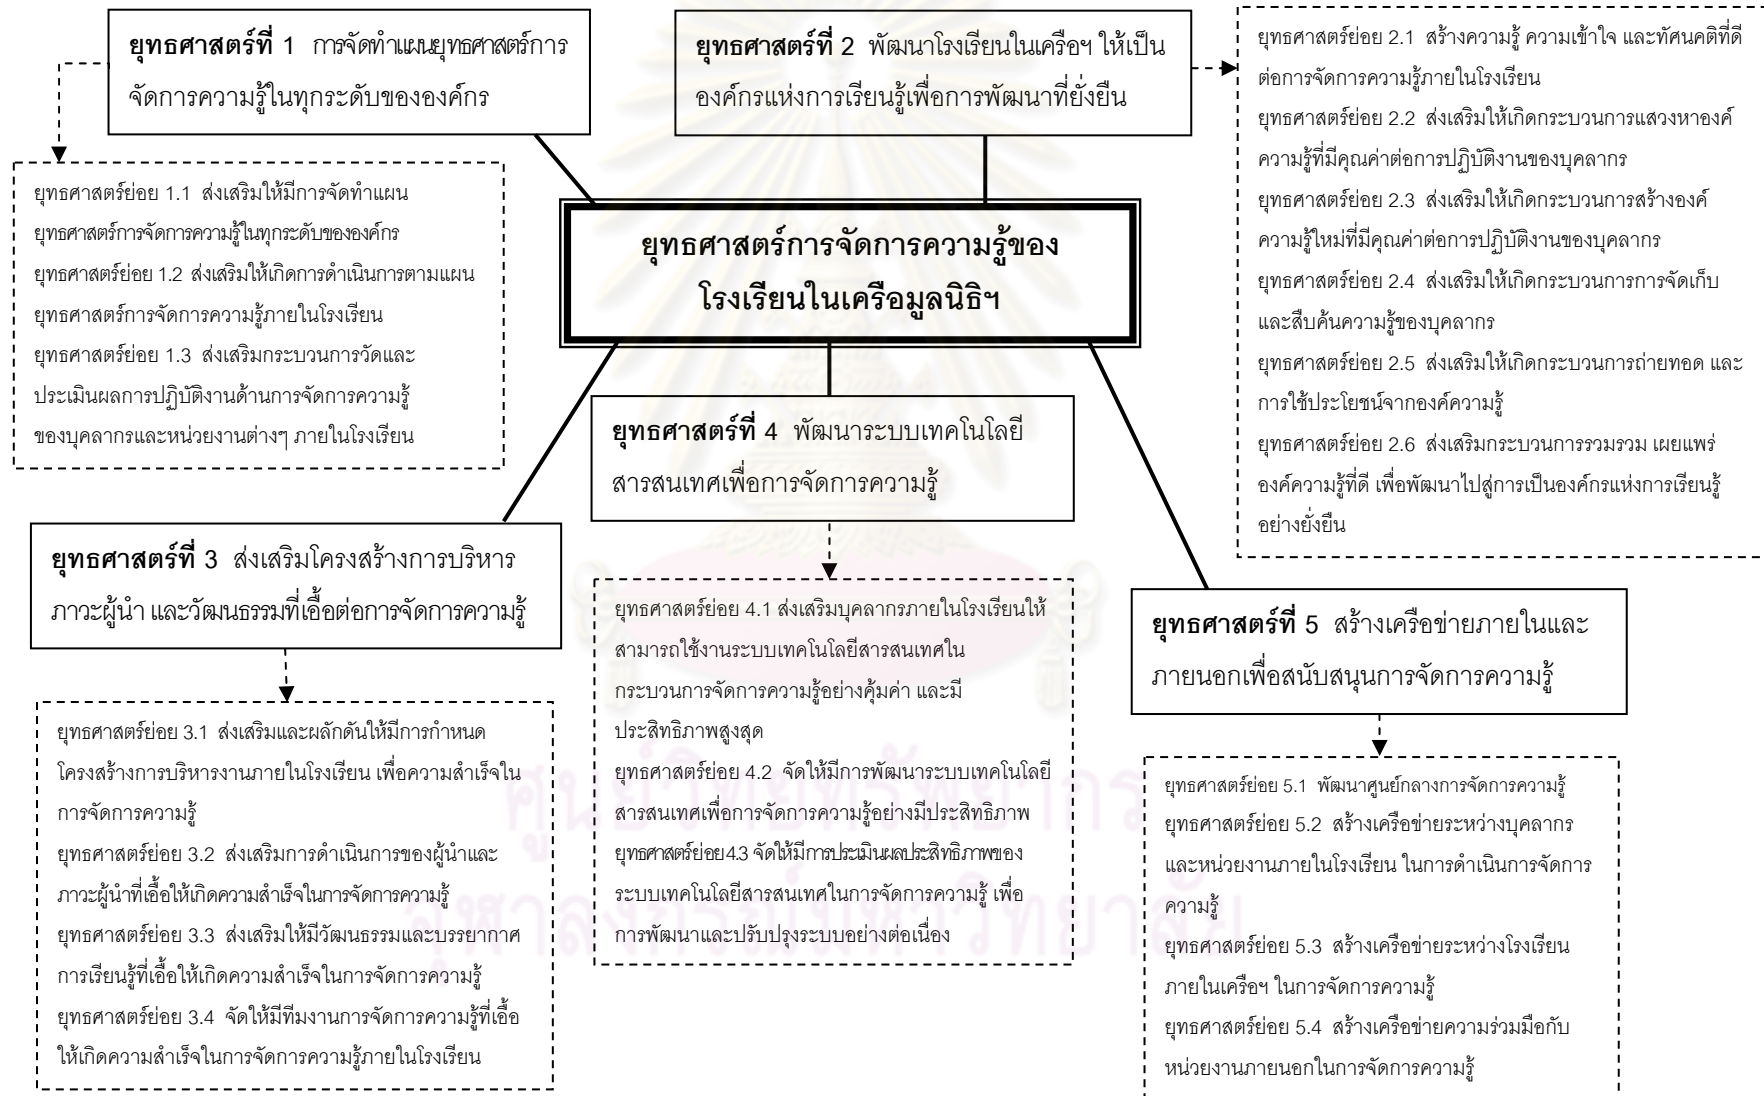 ยุทธศาสตร์ที่ 1 การจัดทำแผนยุทธศาสตร์การ
จัดการความรู้ในทุกระดับขององค์กร
ยุทธศาสตร์ที่ 2 พัฒนาโรงเรียนในเครือฯ ให้เป็น
องค์กรแห่งการเรียนรู้เพื่อการพัฒนาที่ยั่งยืน
ยุทธศาสตร์ย่อย 2.1 สร้างความรู้ ความเข้าใจ และทัศนคติที่ดี
ต่อการจัดการความรู้ภายในโรงเรียน
ยุทธศาสตร์ย่อย 2.2 ส่งเสริมให้เกิดกระบวนการแสวงหาองค์
ความรู้ที่มีคุณค่าต่อการปฏิบัติงานของบุคลากร
ยุทธศาสตร์ย่อย 2.3 ส่งเสริมให้เกิดกระบวนการสร้างองค์
ความรู้ใหม่ที่มีคุณค่าต่อการปฏิบัติงานของบุคลากร
ยุทธศาสตร์ย่อย 2.4 ส่งเสริมให้เกิดกระบวนการการจัดเก็บ
และสืบค้นความรู้ของบุคลากร
ยุทธศาสตร์ย่อย 2.5 ส่งเสริมให้เกิดกระบวนการถ่ายทอด และ
การใช้ประโยชน์จากองค์ความรู้
ยุทธศาสตร์ย่อย 2.6 ส่งเสริมกระบวนการรวมรวม เผยแพร่
องค์ความรู้ที่ดี เพื่อพัฒนาไปสู่การเป็นองค์กรแห่งการเรียนรู้
อย่างยั่งยืน
ยุทธศาสตร์ย่อย 1.1 ส่งเสริมให้มีการจัดทำแผน
ยุทธศาสตร์การจัดการความรู้ในทุกระดับขององค์กร
ยุทธศาสตร์ย่อย 1.2 ส่งเสริมให้เกิดการดำเนินการตามแผน
ยุทธศาสตร์การจัดการความรู้ภายในโรงเรียน
ยุทธศาสตร์ย่อย 1.3 ส่งเสริมกระบวนการวัดและ
ประเมินผลการปฏิบัติงานด้านการจัดการความรู้
ของบุคลากรและหน่วยงานต่างๆ ภายในโรงเรียน
ยุทธศาสตร์การจัดการความรู้ของ
โรงเรียนในเครือมูลนิธิฯ
ยุทธศาสตร์ที่ 4 พัฒนาระบบเทคโนโลยี
สารสนเทศเพื่อการจัดการความรู้
ยุทธศาสตร์ที่ 3 ส่งเสริมโครงสร้างการบริหาร
ภาวะผู้นำ และวัฒนธรรมที่เอื้อต่อการจัดการความรู้
ยุทธศาสตร์ที่ 5 สร้างเครือข่ายภายในและ
ภายนอกเพื่อสนับสนุนการจัดการความรู้
ยุทธศาสตร์ย่อย 3.1 ส่งเสริมและผลักดันให้มีการกำหนด
โครงสร้างการบริหารงานภายในโรงเรียน เพื่อความสำเร็จใน
การจัดการความรู้
ยุทธศาสตร์ย่อย 3.2 ส่งเสริมการดำเนินการของผู้นำและ
ภาวะผู้นำที่เอื้อให้เกิดความสำเร็จในการจัดการความรู้
ยุทธศาสตร์ย่อย 3.3 ส่งเสริมให้มีวัฒนธรรมและบรรยากาศ
การเรียนรู้ที่เอื้อให้เกิดความสำเร็จในการจัดการความรู้
ยุทธศาสตร์ย่อย 3.4 จัดให้มีทีมงานการจัดการความรู้ที่เอื้อ
ให้เกิดความสำเร็จในการจัดการความรู้ภายในโรงเรียน
ยุทธศาสตร์ย่อย 4.1 ส่งเสริมบุคลากรภายในโรงเรียนให้
สามารถใช้งานระบบเทคโนโลยีสารสนเทศใน
กระบวนการจัดการความรู้อย่างคุ้มค่า และมี
ประสิทธิภาพสูงสุด
ยุทธศาสตร์ย่อย 4.2 จัดให้มีการพัฒนาระบบเทคโนโลยี
สารสนเทศเพื่อการจัดการความรู้อย่างมีประสิทธิภาพ
ยุทธศาสตร์ย่อย 4.3 จัดให้มีการประเมินผลประสิทธิภาพของ
ระบบเทคโนโลยีสารสนเทศในการจัดการความรู้ เพื่อ
การพัฒนาและปรับปรุงระบบอย่างต่อเนื่อง
ยุทธศาสตร์ย่อย 5.1 พัฒนาศูนย์กลางการจัดการความรู้
ยุทธศาสตร์ย่อย 5.2 สร้างเครือข่ายระหว่างบุคลากร
และหน่วยงานภายในโรงเรียน ในการดำเนินการจัดการ
ความรู้
ยุทธศาสตร์ย่อย 5.3 สร้างเครือข่ายระหว่างโรงเรียน
ภายในเครือฯ ในการจัดการความรู้
ยุทธศาสตร์ย่อย 5.4 สร้างเครือข่ายความร่วมมือกับ
หน่วยงานภายนอกในการจัดการความรู้
ศูนย์วิทยทรัพยากร
จุฬาลงกรณ์มหาวิทยาลัย